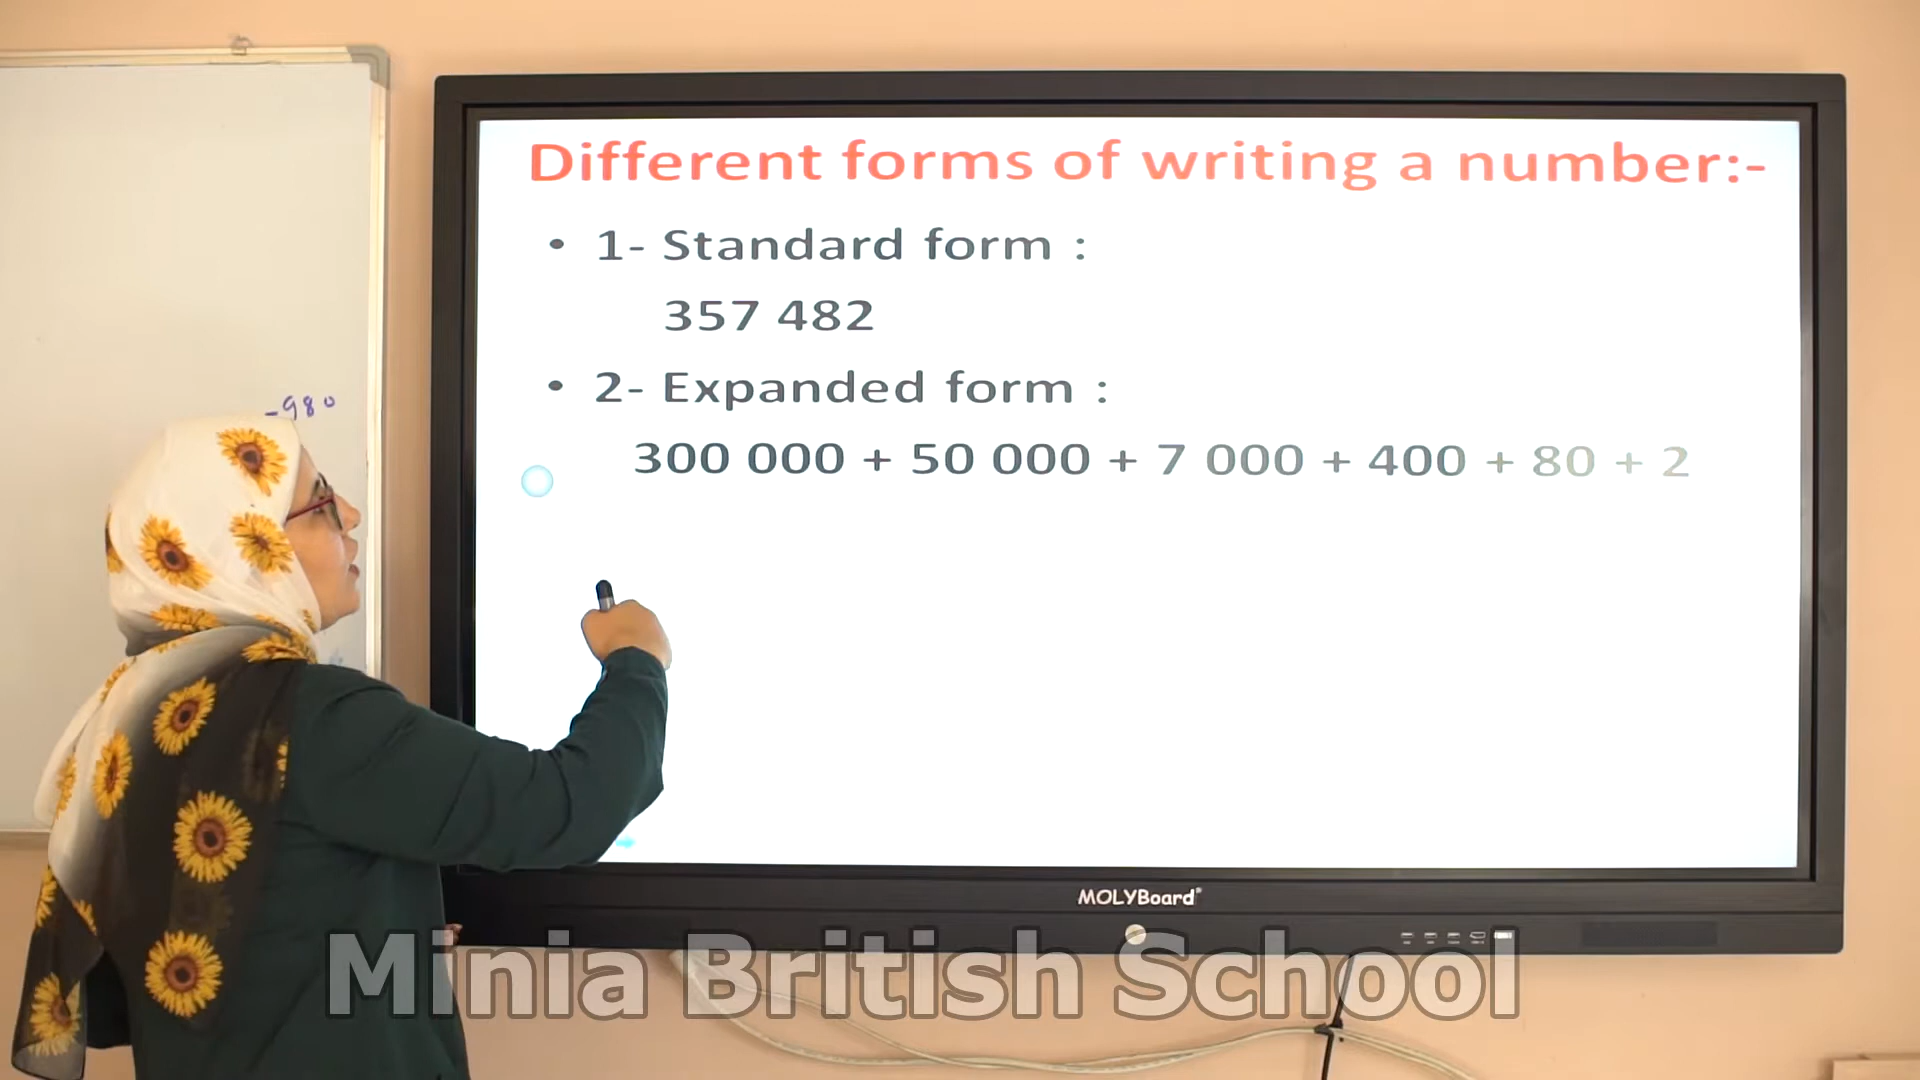 Different forms of writing a number:-
• 1- Standard form :
357 482
• 2- Expanded form :
300 000 + 50 000 + 7 000 + 400 + 80 + 2
-980
MOLYBoard
Minia British School